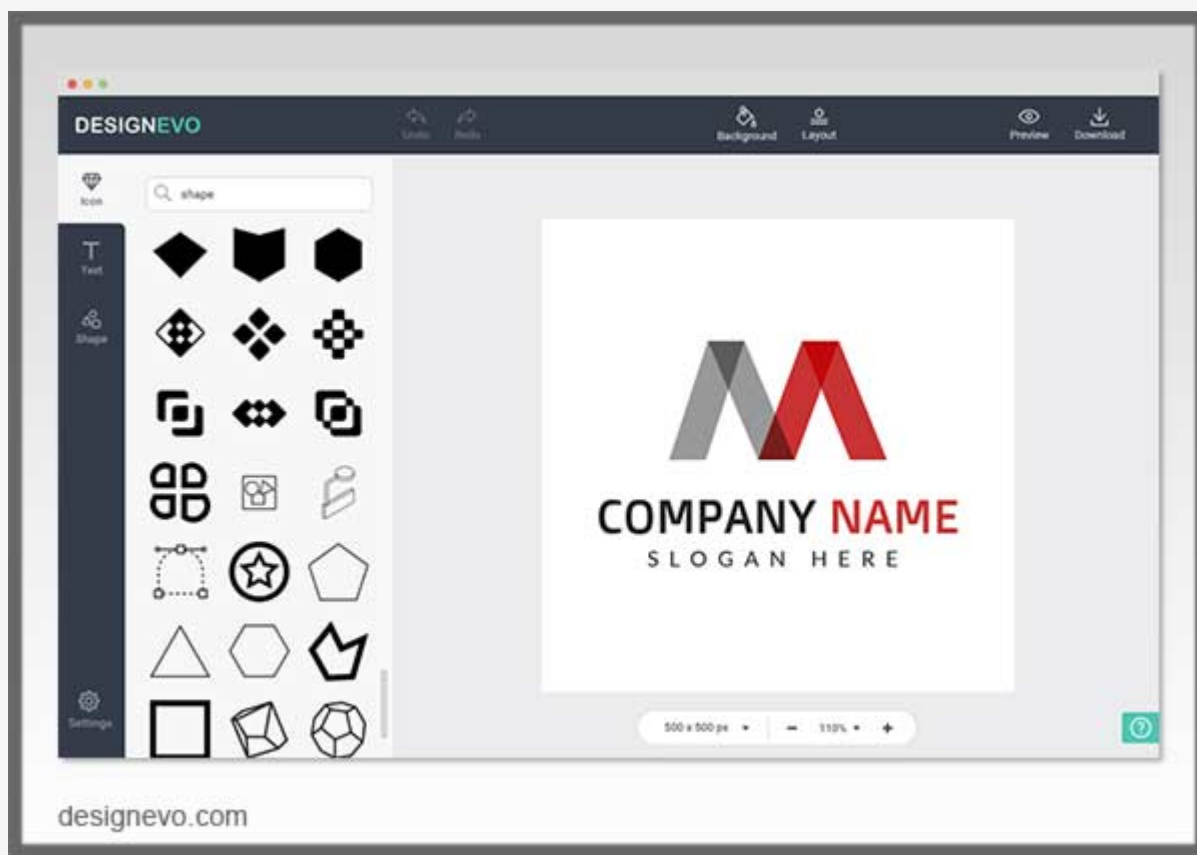 DESIGNEVO
Undo Redo
Background Layout
Preview Download
Icon
shape
Text
Shape
COMPANY NAME
SLOGAN HERE
Settings
500 x 500 px
110%
designevo.com